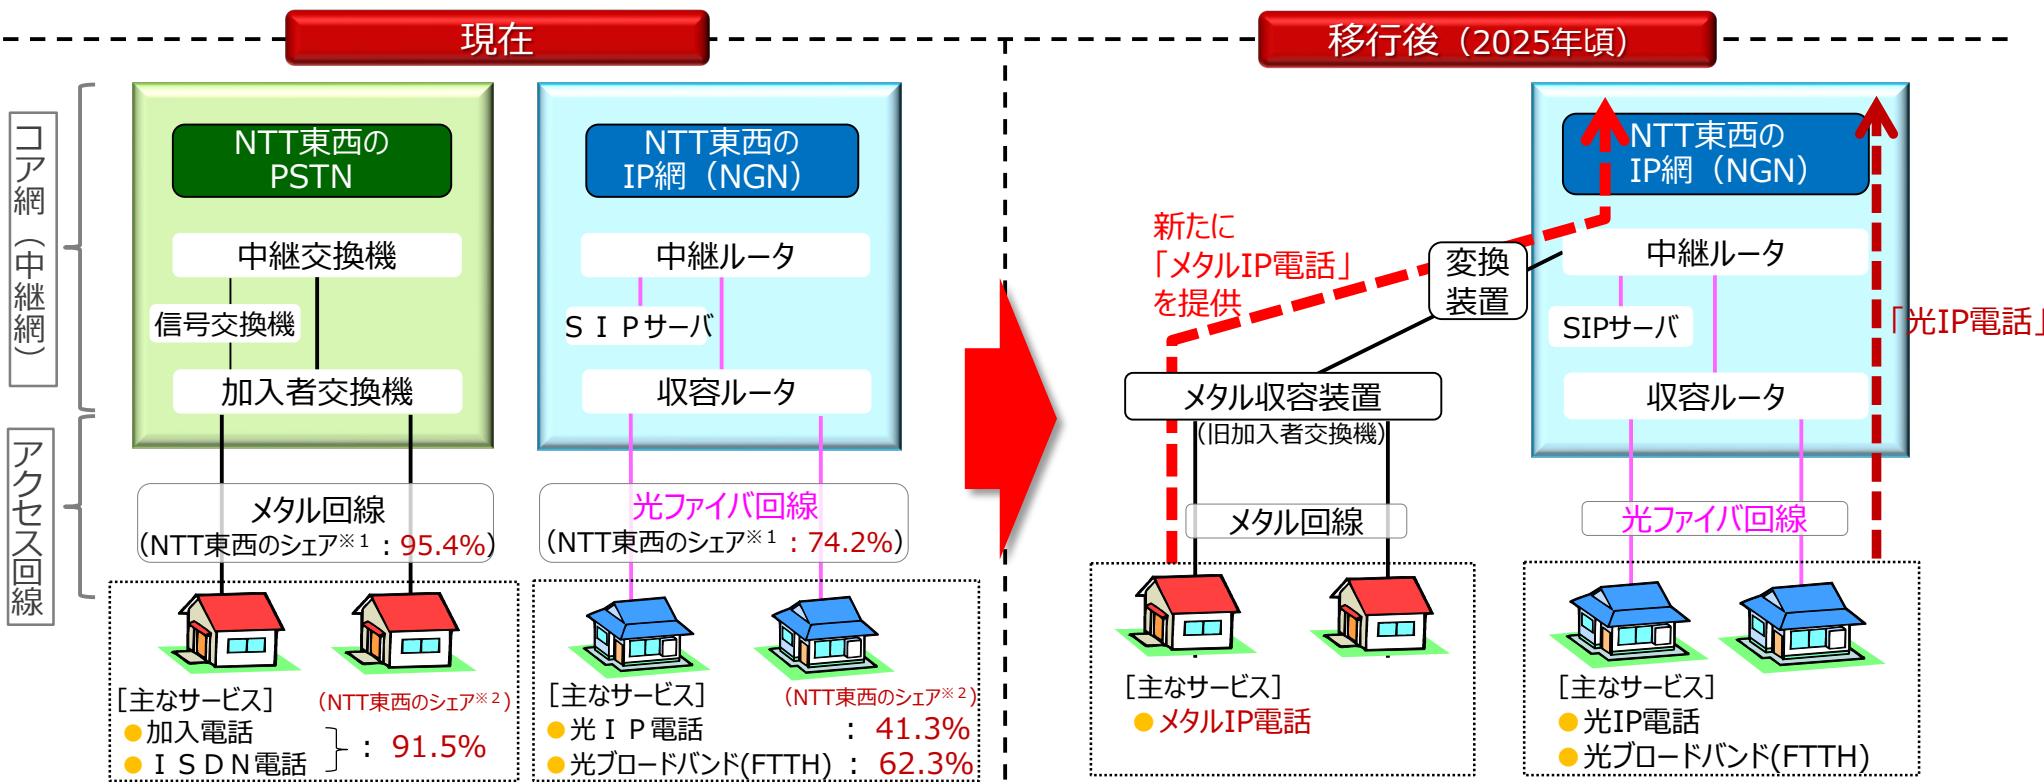 現在
移行後（2025年頃）
コア網（中継網）
アクセス回線
NTT東西の
PSTN
中継交換機
信号交換機
加入者交換機
メタル回線
(NTT東西のシェア※1：95.4%)
［主なサービス］
（NTT東西のシェア※2）
●加入電話
●ＩＳＤＮ電話
： 91.5%
NTT東西の
IP網（NGN）
中継ルータ
ＳＩＰサーバ
収容ルータ
光ファイバ回線
(NTT東西のシェア※1：74.2%)
［主なサービス］
（NTT東西のシェア※2）
●光ＩＰ電話 ： 41.3%
●光ブロードバンド(FTTH) ： 62.3%
新たに
「メタルIP電話」
を提供
変換
装置
メタル収容装置
(旧加入者交換機)
メタル回線
［主なサービス］
●メタルIP電話
NTT東西の
IP網（NGN）
中継ルータ
SIPサーバ
収容ルータ
「光IP電話」
光ファイバ回線
［主なサービス］
●光IP電話
●光ブロードバンド(FTTH)